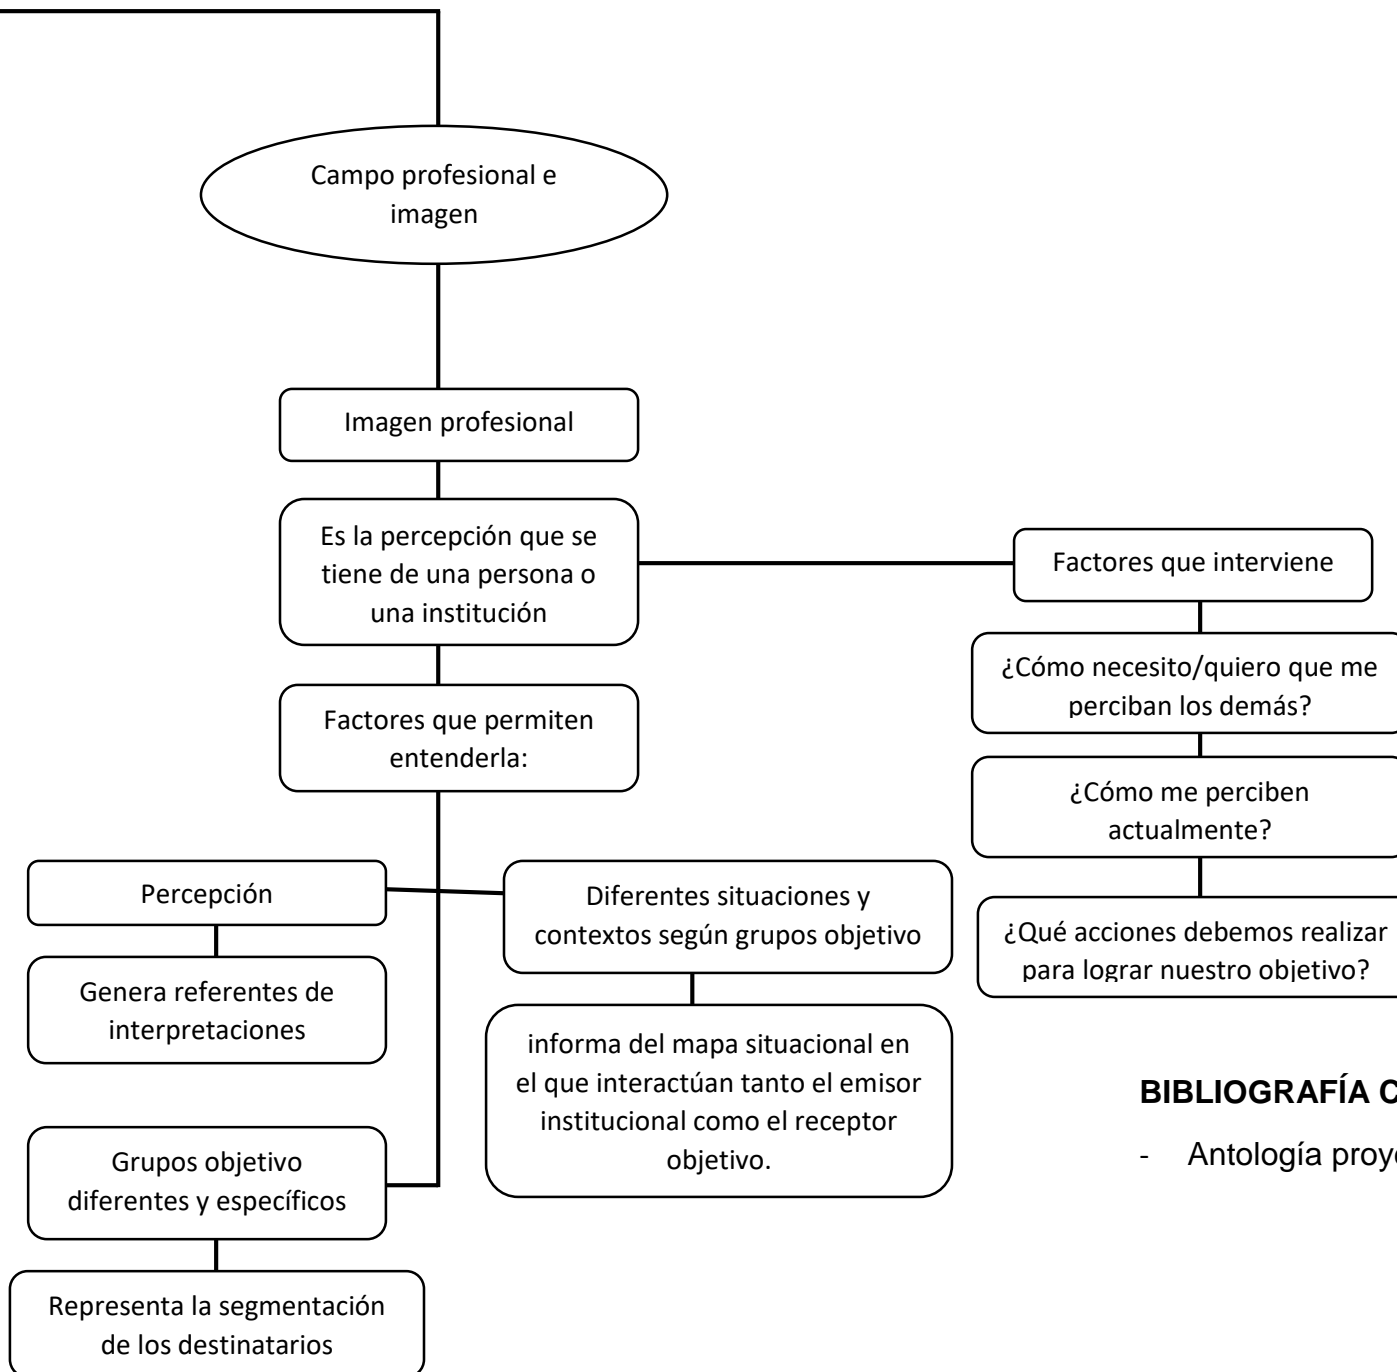 Campo profesional e
imagen
Imagen profesional
Es la percepción que se
tiene de una persona o
una institución
Factores que permiten
entenderla:
Percepción
Genera referentes de
interpretaciones
Diferentes situaciones y
contextos según grupos objetivo
informa del mapa situacional en
el que interactúan tanto el emisor
institucional como el receptor
objetivo.
Grupos objetivo
diferentes y específicos
Representa la segmentación
de los destinatarios
Factores que interviene
¿Cómo necesito/quiero que me
perciban los demás?
¿Cómo me perciben
actualmente?
¿Qué acciones debemos realizar
para lograr nuestro objetivo?
BIBLIOGRAFÍA
- Antología